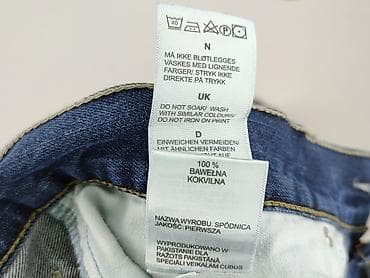 40
N
MÅ IKKE BLØTLEGGES
VASKES MED LIGNENDE
FARGER/ STRYK IKKE
DIREKTE PÅ TRYKK
UK
DO NOT SOAK/ WASH
WITH SIMILAR COLOURS/
DO NOT IRON ON PRINT
D
EINWEICHEN VERMEIDEN/
MIT ÄHNLICHEN FARBEN
AUF
100 %
BAWEŁNA
KOKVILNA
NAZWA WYROBU: SPÓDNICA
JAKOŚĆ: PIERWSZA
WYPRODUKOWANO W
PAKISTANIE DLA
RAŽOTS PAKISTĀNĀ
SPECIĀLI VEIKALAM CUBUS